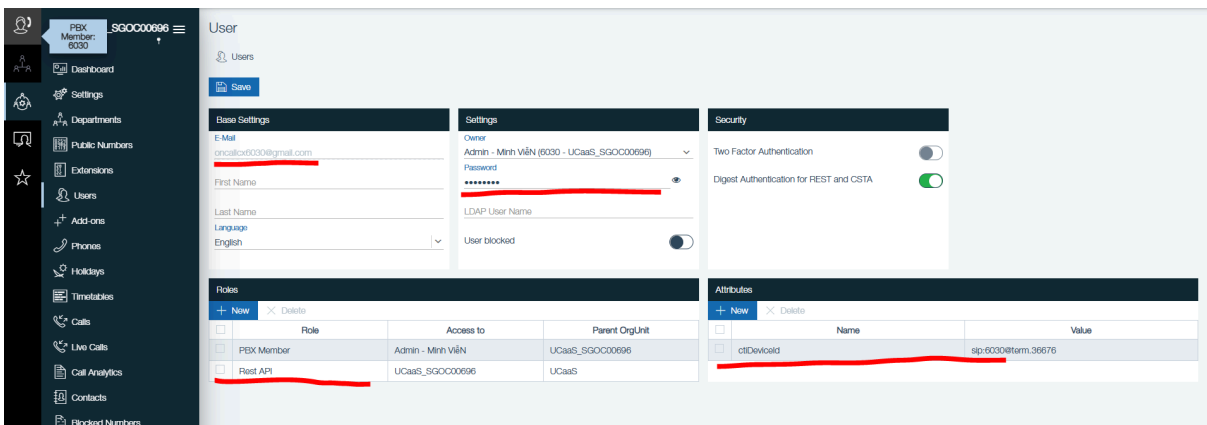 PBX
Member:
6030
_SGOC00696
Dashboard
Settings
Departments
Public Numbers
Extensions
Users
Add-ons
Phones
Holidays
Timetables
Calls
Live Calls
Call Analytics
Contacts
Blocked Numbers
User
Users
Save
Base Settings
E-Mail
oncallcx6030@gmail.com
First Name
Last Name
Language
English
Settings
Owner
Admin - Minh ViễN (6030 - UCaaS_SGOC00696)
Password
••••••••
LDAP User Name
User blocked
Security
Two Factor Authentication
Digest Authentication for REST and CSTA
Roles
+ New × Delete
Role Access to Parent OrgUnit
PBX Member Admin - Minh ViễN UCaaS_SGOC00696
Rest API UCaaS_SGOC00696 UCaaS
Attributes
+ New × Delete
Name Value
ctiDeviceId sip:6030@term.36676